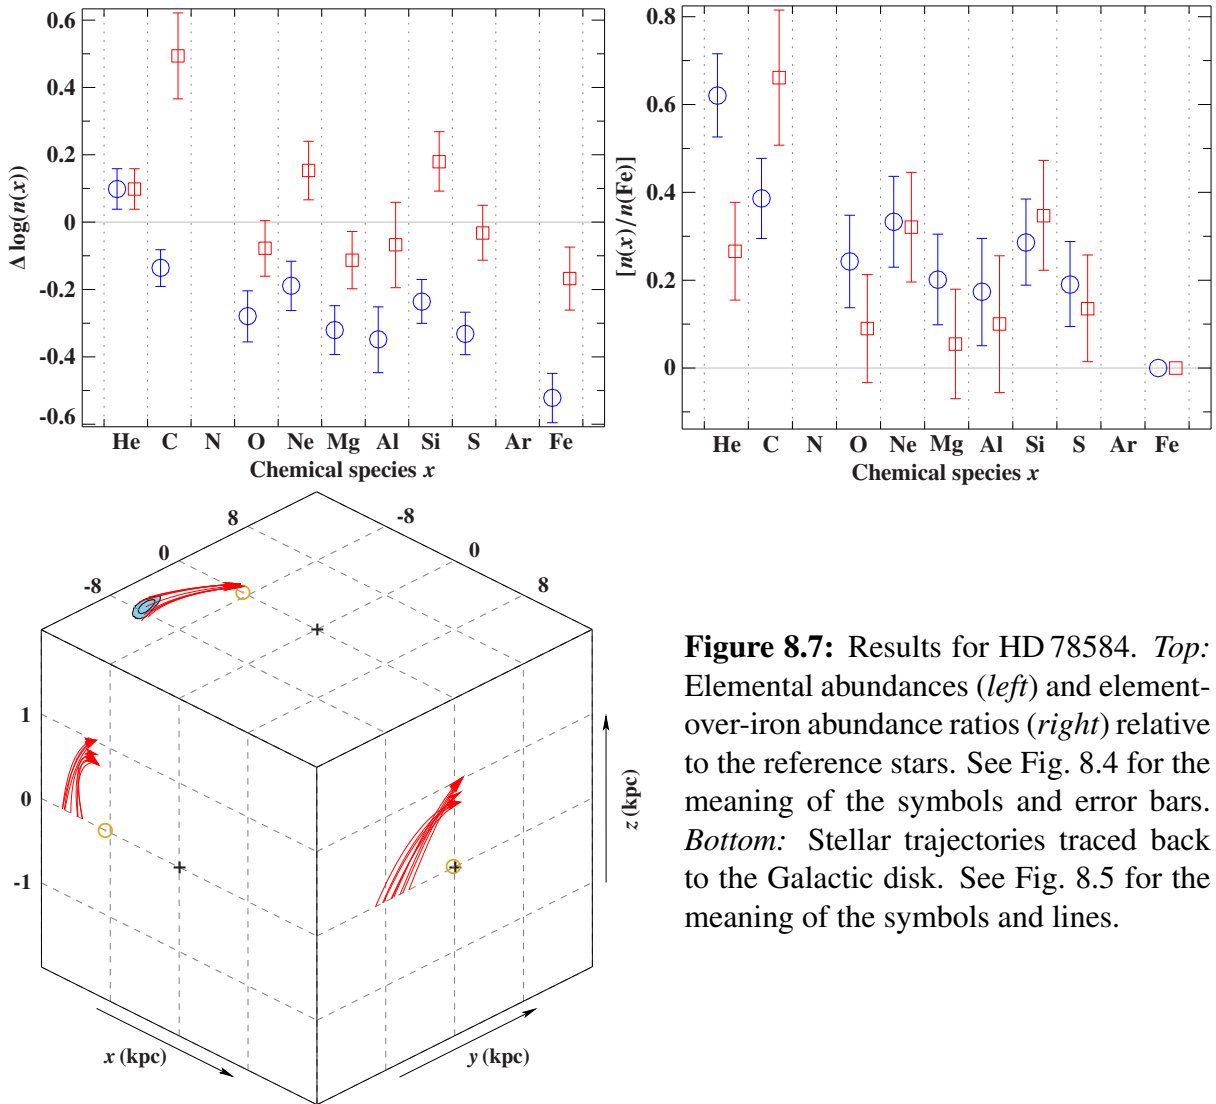 0.6
0.4
0.2
0
-0.2
-0.4
-0.6
Δ log(n(x))
He C N O Ne Mg Al Si S Ar Fe
Chemical species x
0.8
0.6
0.4
0.2
0
[n(x)/n(Fe)]
He C N O Ne Mg Al Si S Ar Fe
Chemical species x
8
0
-8
-8
0
8
1
0
-1
x (kpc)
y (kpc)
z (kpc)
Figure 8.7: Results for HD 78584. Top:
Elemental abundances (left) and element-
over-iron abundance ratios (right) relative
to the reference stars. See Fig. 8.4 for the
meaning of the symbols and error bars.
Bottom: Stellar trajectories traced back
to the Galactic disk. See Fig. 8.5 for the
meaning of the symbols and lines.